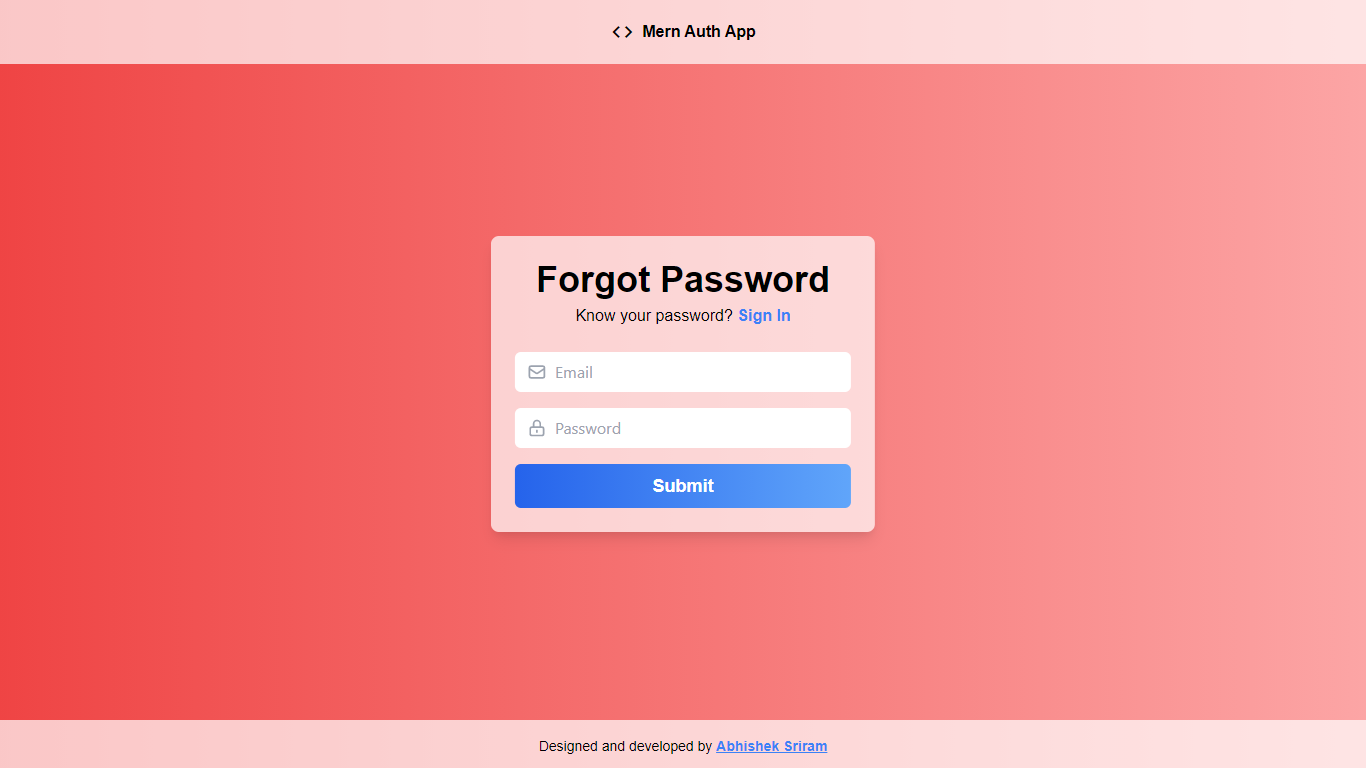 Mern Auth App
Forgot Password
Know your password? Sign In
Email
Password
Submit
Designed and developed by Abhishek Sriram